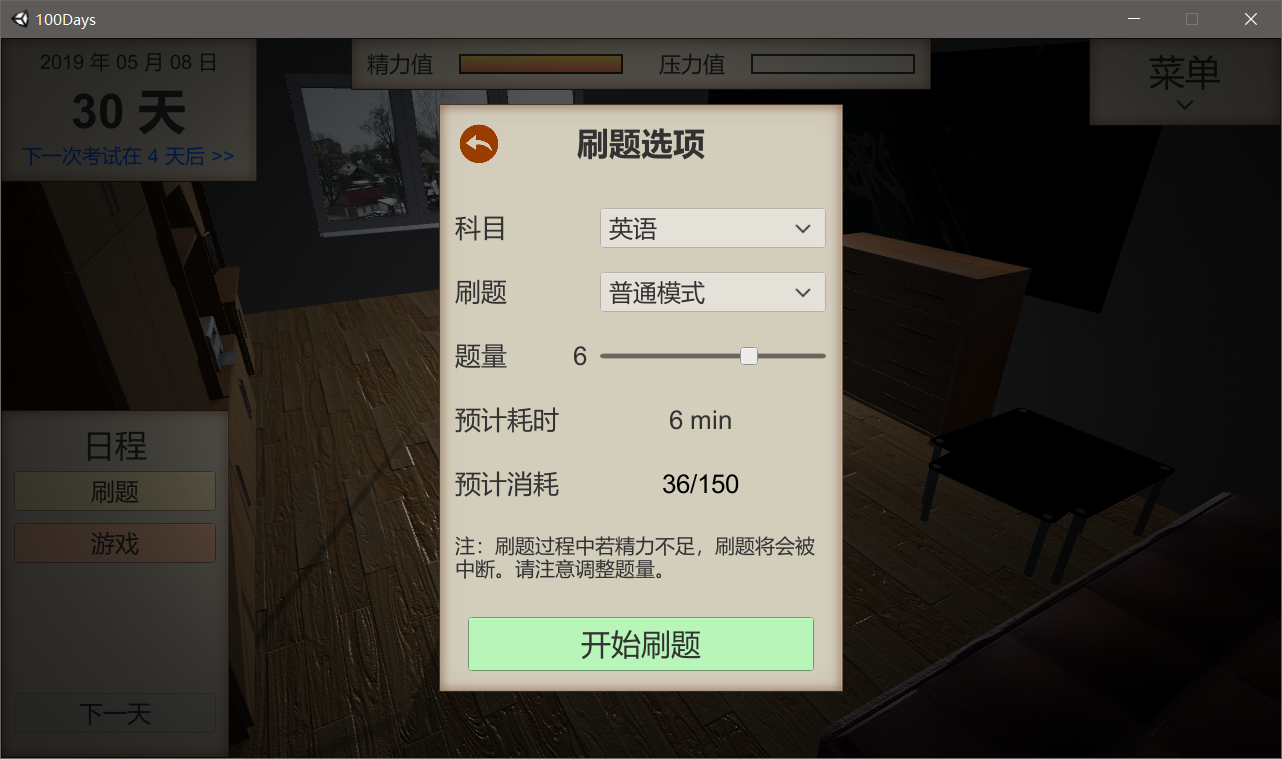 100Days
2019 年 05 月 08 日
30 天
下一次考试在 4 天后 >>
精力值
压力值
菜单
刷题选项
科目
英语
刷题
普通模式
题量
6
预计耗时
6 min
预计消耗
36/150
注：刷题过程中若精力不足，刷题将会被
中断。请注意调整题量。
开始刷题
日程
刷题
游戏
下一天